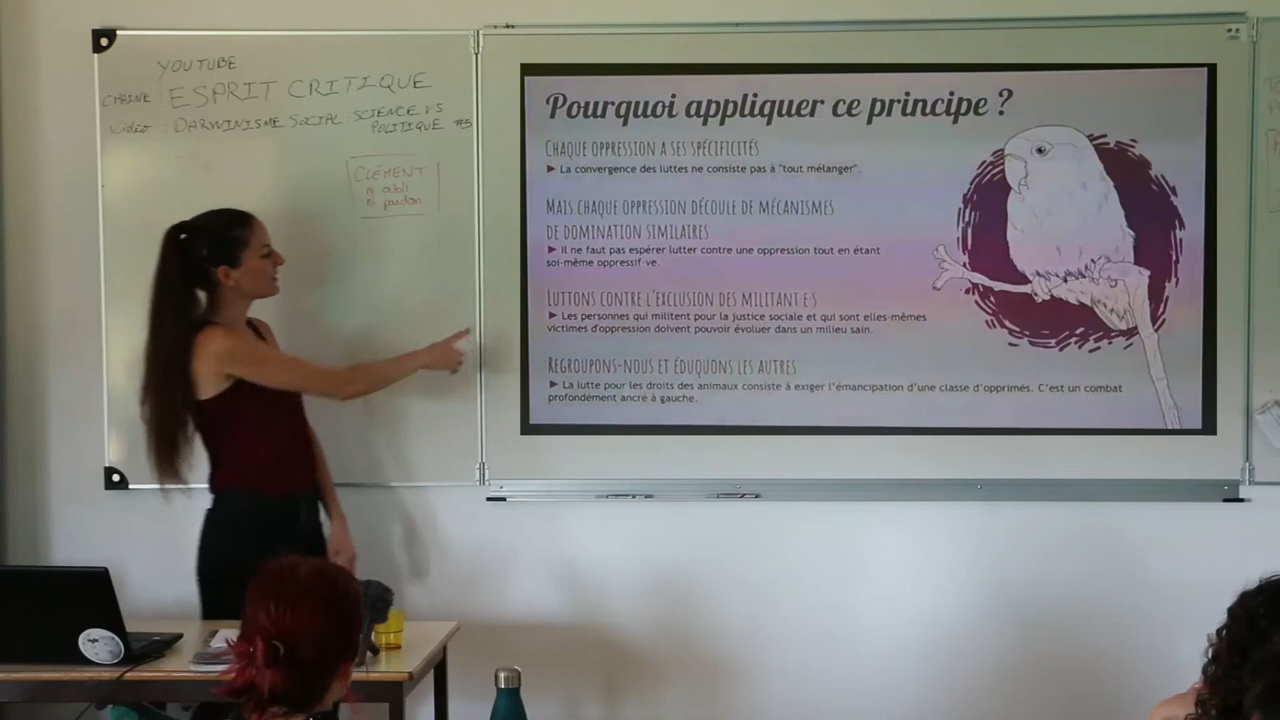 YOUTUBE
CHAINE : ESPRIT CRITIQUE
Vidéo : DARWINISME SOCIAL : SCIENCE VS
POLITIQUE #5
CLÉMENT
ni oubli
ni pardon
Pourquoi appliquer ce principe ?
CHAQUE OPPRESSION A SES SPÉCIFICITÉS
► La convergence des luttes ne consiste pas à "tout mélanger".
MAIS CHAQUE OPPRESSION DÉCOULE DE MÉCANISMES
DE DOMINATION SIMILAIRES
► Il ne faut pas espérer lutter contre une oppression tout en étant
soi-même oppressif·ve.
LUTTONS CONTRE L'EXCLUSION DES MILITANT·E·S
► Les personnes qui militent pour la justice sociale et qui sont elles-mêmes
victimes d'oppression doivent pouvoir évoluer dans un milieu sain.
REGROUPONS-NOUS ET ÉDUQUONS LES AUTRES
► La lutte pour les droits des animaux consiste à exiger l'émancipation d'une classe d'opprimés. C'est un combat
profondément ancré à gauche.